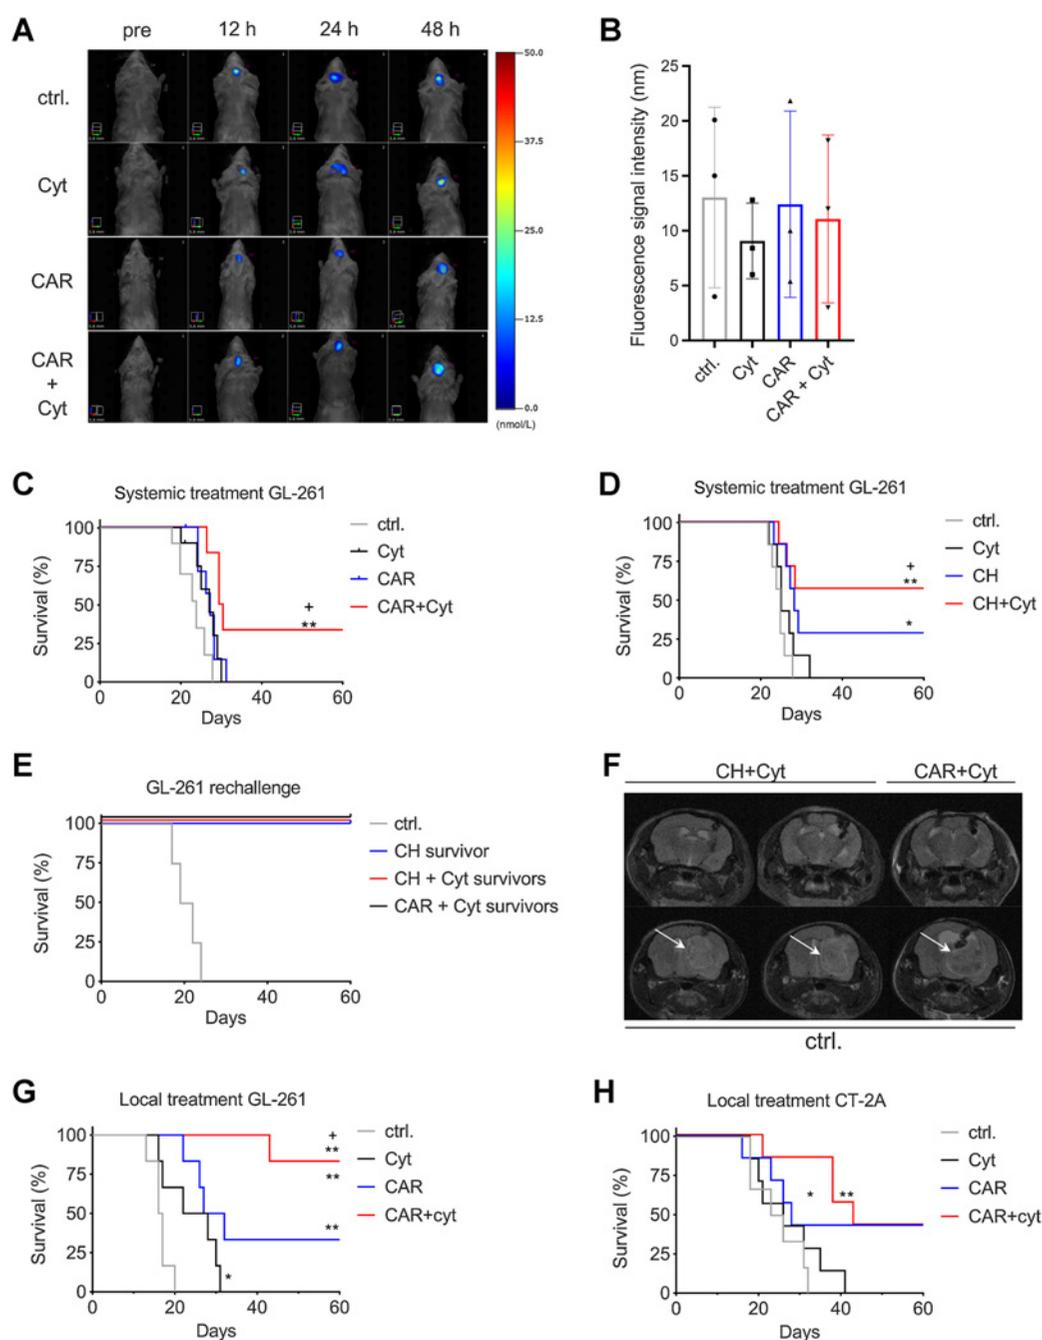 A
pre 12 h 24 h 48 h
ctrl.
Cyt
CAR
CAR
+
Cyt
50.0
37.5
25.0
12.5
0.0
(nmol/L)
B
Fluorescence signal intensity (nm)
25
20
15
10
5
0
ctrl.
Cyt
CAR
CAR + Cyt
C
Systemic treatment GL-261
Survival (%)
100
75
50
25
0
0 20 40 60
Days
ctrl.
Cyt
CAR
CAR+Cyt
+
**
D
Systemic treatment GL-261
Survival (%)
100
75
50
25
0
0 20 40 60
Days
ctrl.
Cyt
CH
CH+Cyt
+
**
*
E
GL-261 rechallenge
Survival (%)
100
75
50
25
0
0 20 40 60
Days
ctrl.
CH survivor
CH + Cyt survivors
CAR + Cyt survivors
F
CH+Cyt CAR+Cyt
ctrl.
G
Local treatment GL-261
Survival (%)
100
75
50
25
0
0 20 40 60
Days
ctrl.
Cyt
CAR
CAR+cyt
+
**
**
**
*
H
Local treatment CT-2A
Survival (%)
100
75
50
25
0
0 20 40 60
Days
ctrl.
Cyt
CAR
CAR+cyt
* **